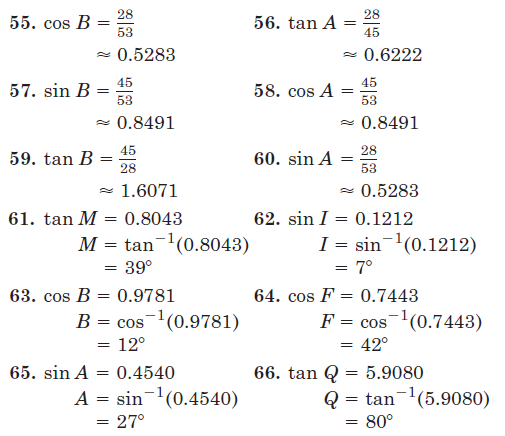 55. cos B = 28/53
≈ 0.5283
56. tan A = 28/45
≈ 0.6222
57. sin B = 45/53
≈ 0.8491
58. cos A = 45/53
≈ 0.8491
59. tan B = 45/28
≈ 1.6071
60. sin A = 28/53
≈ 0.5283
61. tan M = 0.8043
M = tan⁻¹(0.8043)
= 39°
62. sin I = 0.1212
I = sin⁻¹(0.1212)
= 7°
63. cos B = 0.9781
B = cos⁻¹(0.9781)
= 12°
64. cos F = 0.7443
F = cos⁻¹(0.7443)
= 42°
65. sin A = 0.4540
A = sin⁻¹(0.4540)
= 27°
66. tan Q = 5.9080
Q = tan⁻¹(5.9080)
= 80°